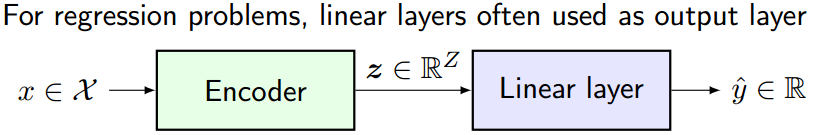 For regression problems, linear layers often used as output layer
x ∈ 𝒳 Encoder z ∈ ℝ^Z Linear layer ŷ ∈ ℝ